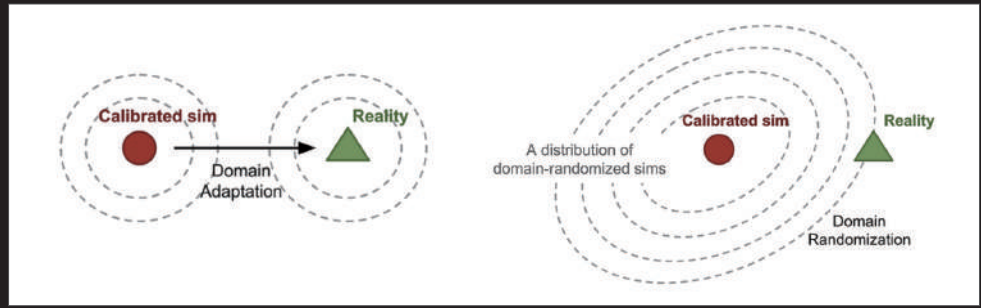 Calibrated sim
Reality
Domain
Adaptation
Calibrated sim
Reality
A distribution of
domain-randomized sims
Domain
Randomization